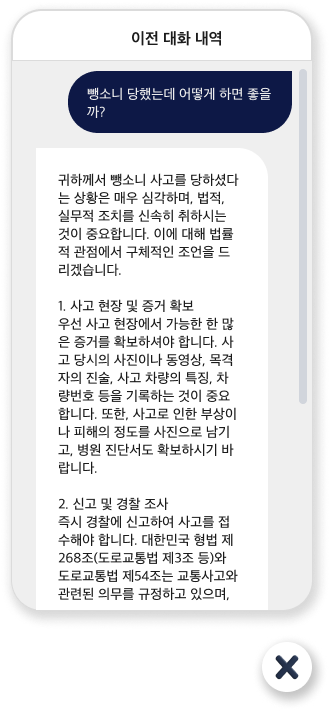 이전 대화 내역
뺑소니 당했는데 어떻게 하면 좋을
까?
귀하께서 뺑소니 사고를 당하셨다
는 상황은 매우 심각하며, 법적,
실무적 조치를 신속히 취하시는
것이 중요합니다. 이에 대해 법률
적 관점에서 구체적인 조언을 드
리겠습니다.
1. 사고 현장 및 증거 확보
우선 사고 현장에서 가능한 한 많
은 증거를 확보하셔야 합니다. 사
고 당시의 사진이나 동영상, 목격
자의 진술, 사고 차량의 특징, 차
량번호 등을 기록하는 것이 중요
합니다. 또한, 사고로 인한 부상이
나 피해의 정도를 사진으로 남기
고, 병원 진단서도 확보하시기 바
랍니다.
2. 신고 및 경찰 조사
즉시 경찰에 신고하여 사고를 접
수해야 합니다. 대한민국 형법 제
268조(도로교통법 제3조 등)와
도로교통법 제54조는 교통사고와
관련된 의무를 규정하고 있으며,